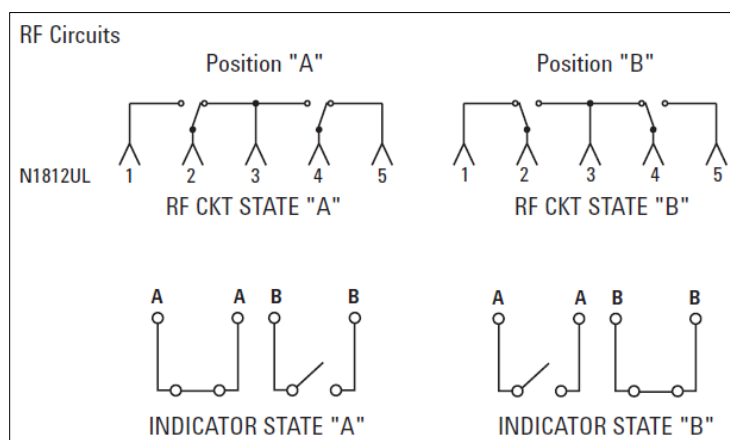 RF Circuits
Position "A" Position "B"
N1812UL 1 2 3 4 5 1 2 3 4 5
RF CKT STATE "A" RF CKT STATE "B"
A A B B A A B B
INDICATOR STATE "A" INDICATOR STATE "B"